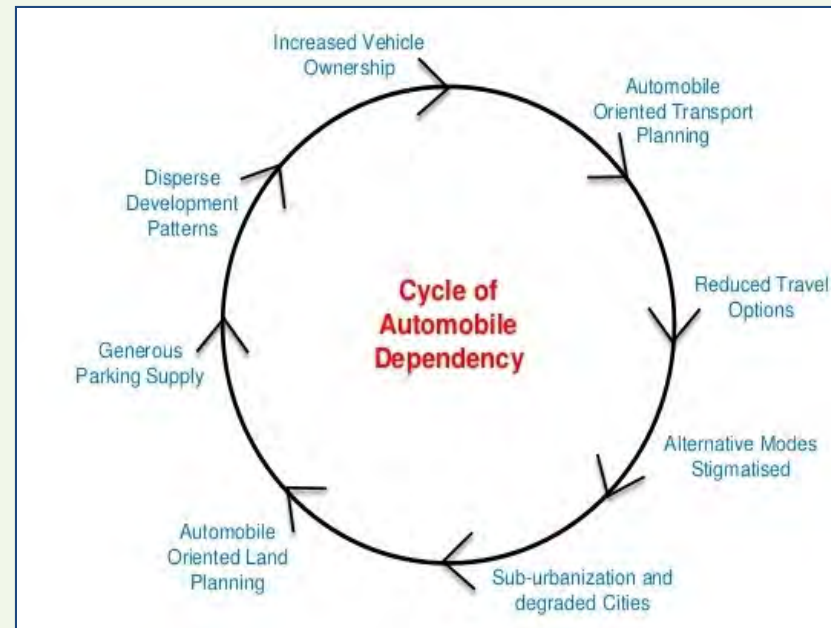 Increased Vehicle
Ownership
Automobile
Oriented Transport
Planning
Reduced Travel
Options
Alternative Modes
Stigmatised
Sub-urbanization and
degraded Cities
Automobile
Oriented Land
Planning
Generous
Parking Supply
Disperse
Development
Patterns
Cycle of
Automobile
Dependency